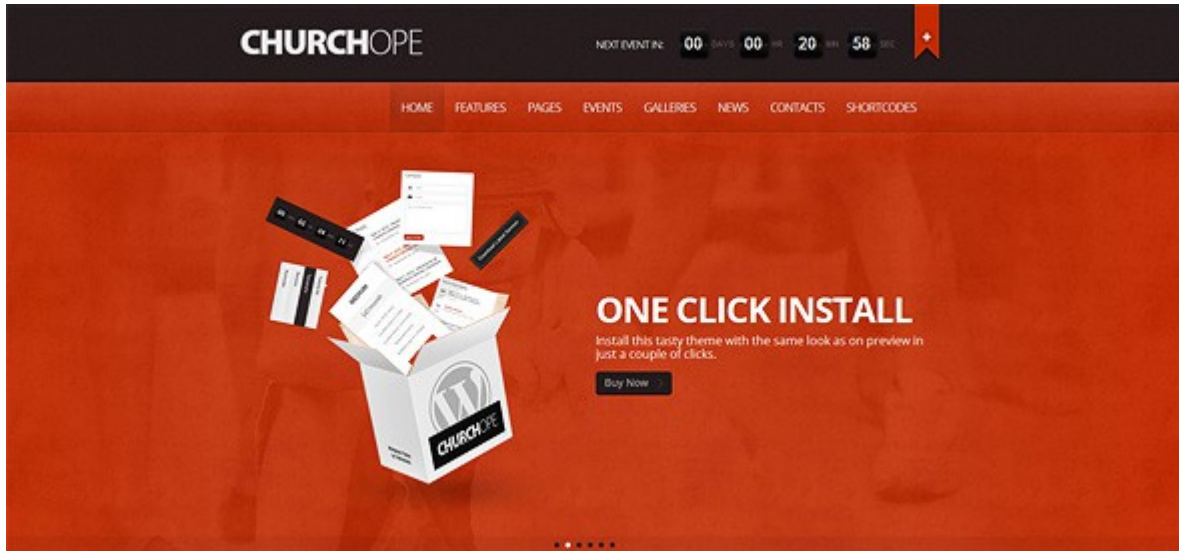 CHURCHOPE
NEXT EVENT IN: 00 DAYS 00 HR 20 MIN 58 SEC
+
HOME FEATURES PAGES EVENTS GALLERIES NEWS CONTACTS SHORTCODES
ONE CLICK INSTALL
Install this tasty theme with the same look as on preview in
just a couple of clicks.
Buy Now
CHURCHOPE